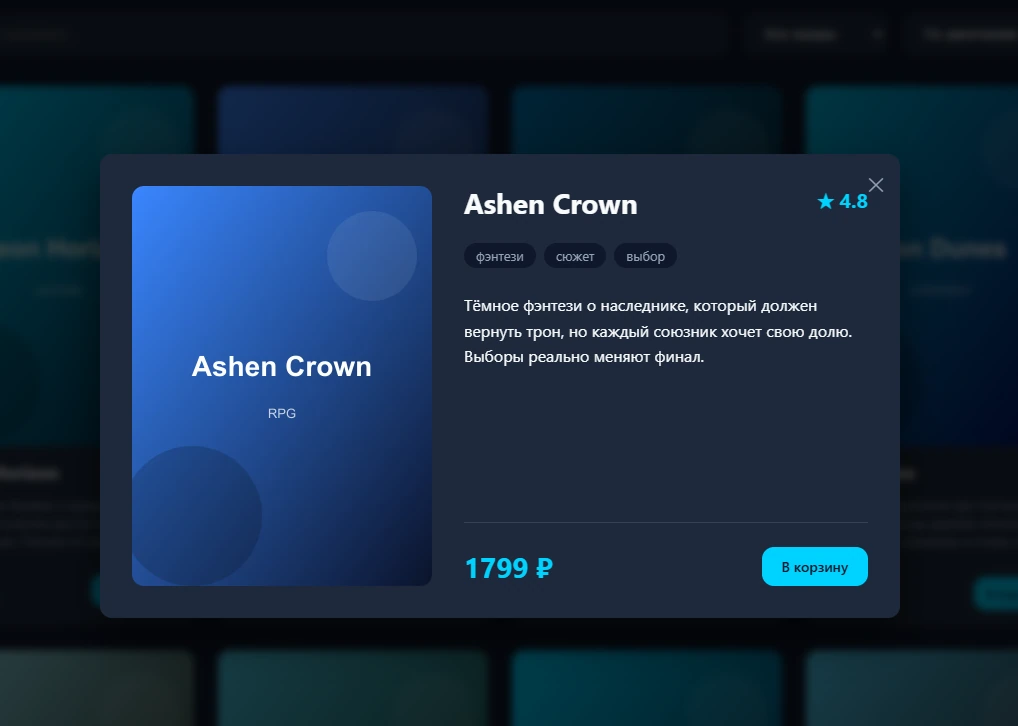 Ashen Crown
RPG
Ashen Crown
★ 4.8
фэнтези
сюжет
выбор
Тёмное фэнтези о наследнике, который должен
вернуть трон, но каждый союзник хочет свою долю.
Выборы реально меняют финал.
1799 ₽
В корзину